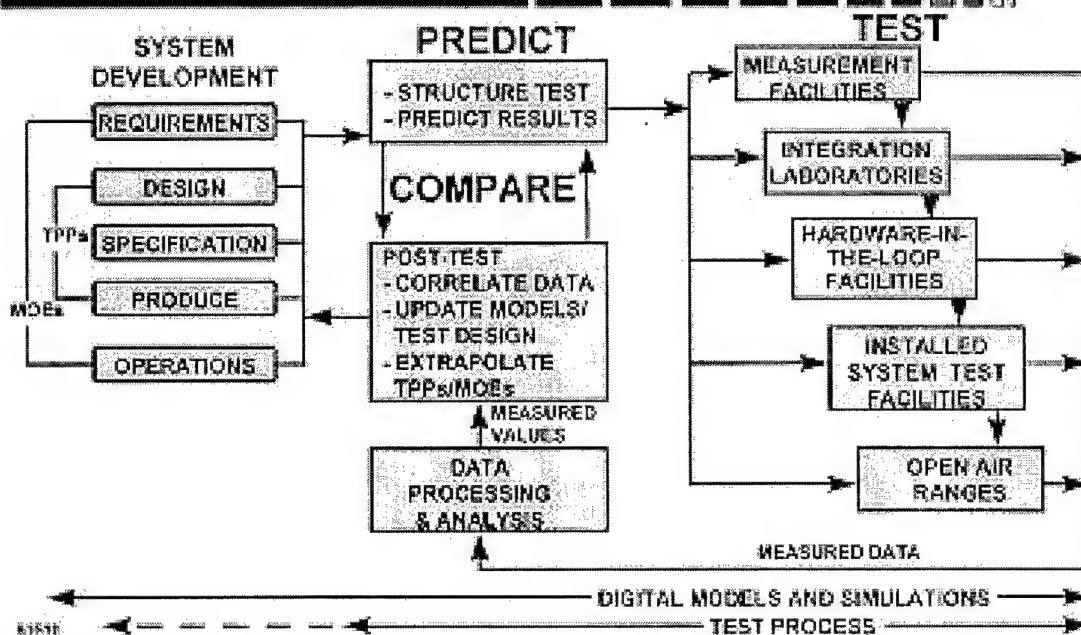 SYSTEM
DEVELOPMENT
REQUIREMENTS
DESIGN
TPPs
SPECIFICATION
PRODUCE
MOEs
OPERATIONS
PREDICT
- STRUCTURE TEST
- PREDICT RESULTS
COMPARE
POST-TEST
- CORRELATE DATA
- UPDATE MODELS/
TEST DESIGN
- EXTRAPOLATE
TPPs/MOEs
MEASURED
VALUES
DATA
PROCESSING
& ANALYSIS
TEST
MEASUREMENT
FACILITIES
INTEGRATION
LABORATORIES
HARDWARE-IN-
THE-LOOP
FACILITIES
INSTALLED
SYSTEM TEST
FACILITIES
OPEN AIR
RANGES
MEASURED DATA
DIGITAL MODELS AND SIMULATIONS
TEST PROCESS